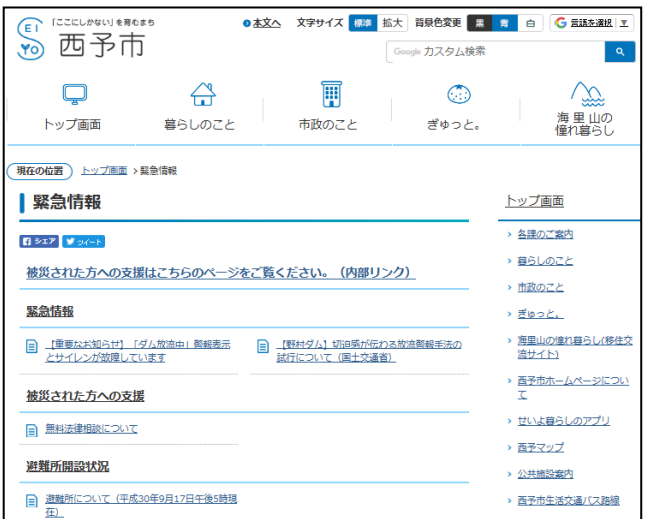 「ここにしかない」を育むまち
EI
SE
YO
西予市
本文へ 文字サイズ 標準 拡大 背景色変更 黒 青 白 G 言語を選択 ▼
Google カスタム検索
トップ画面
暮らしのこと
市政のこと
ぎゅっと。
海里山の
憧れ暮らし
現在の位置 トップ画面 > 緊急情報
緊急情報
シェア ツイート
被災された方への支援はこちらのページをご覧ください。（内部リンク）
緊急情報
【重要なお知らせ】「ダム放流中」警報表示
とサイレンが故障しています
【野村ダム】切迫感が伝わる放流警報手法の
試行について（国土交通省）
被災された方への支援
無料法律相談について
避難所開設状況
避難所について（平成30年9月17日午後5時現
在）
トップ画面
各課のご案内
暮らしのこと
市政のこと
ぎゅっと。
海里山の憧れ暮らし(移住交
流サイト)
西予市ホームページについ
て
せいよ暮らしのアプリ
西予マップ
公共施設案内
西予市生活交通バス路線